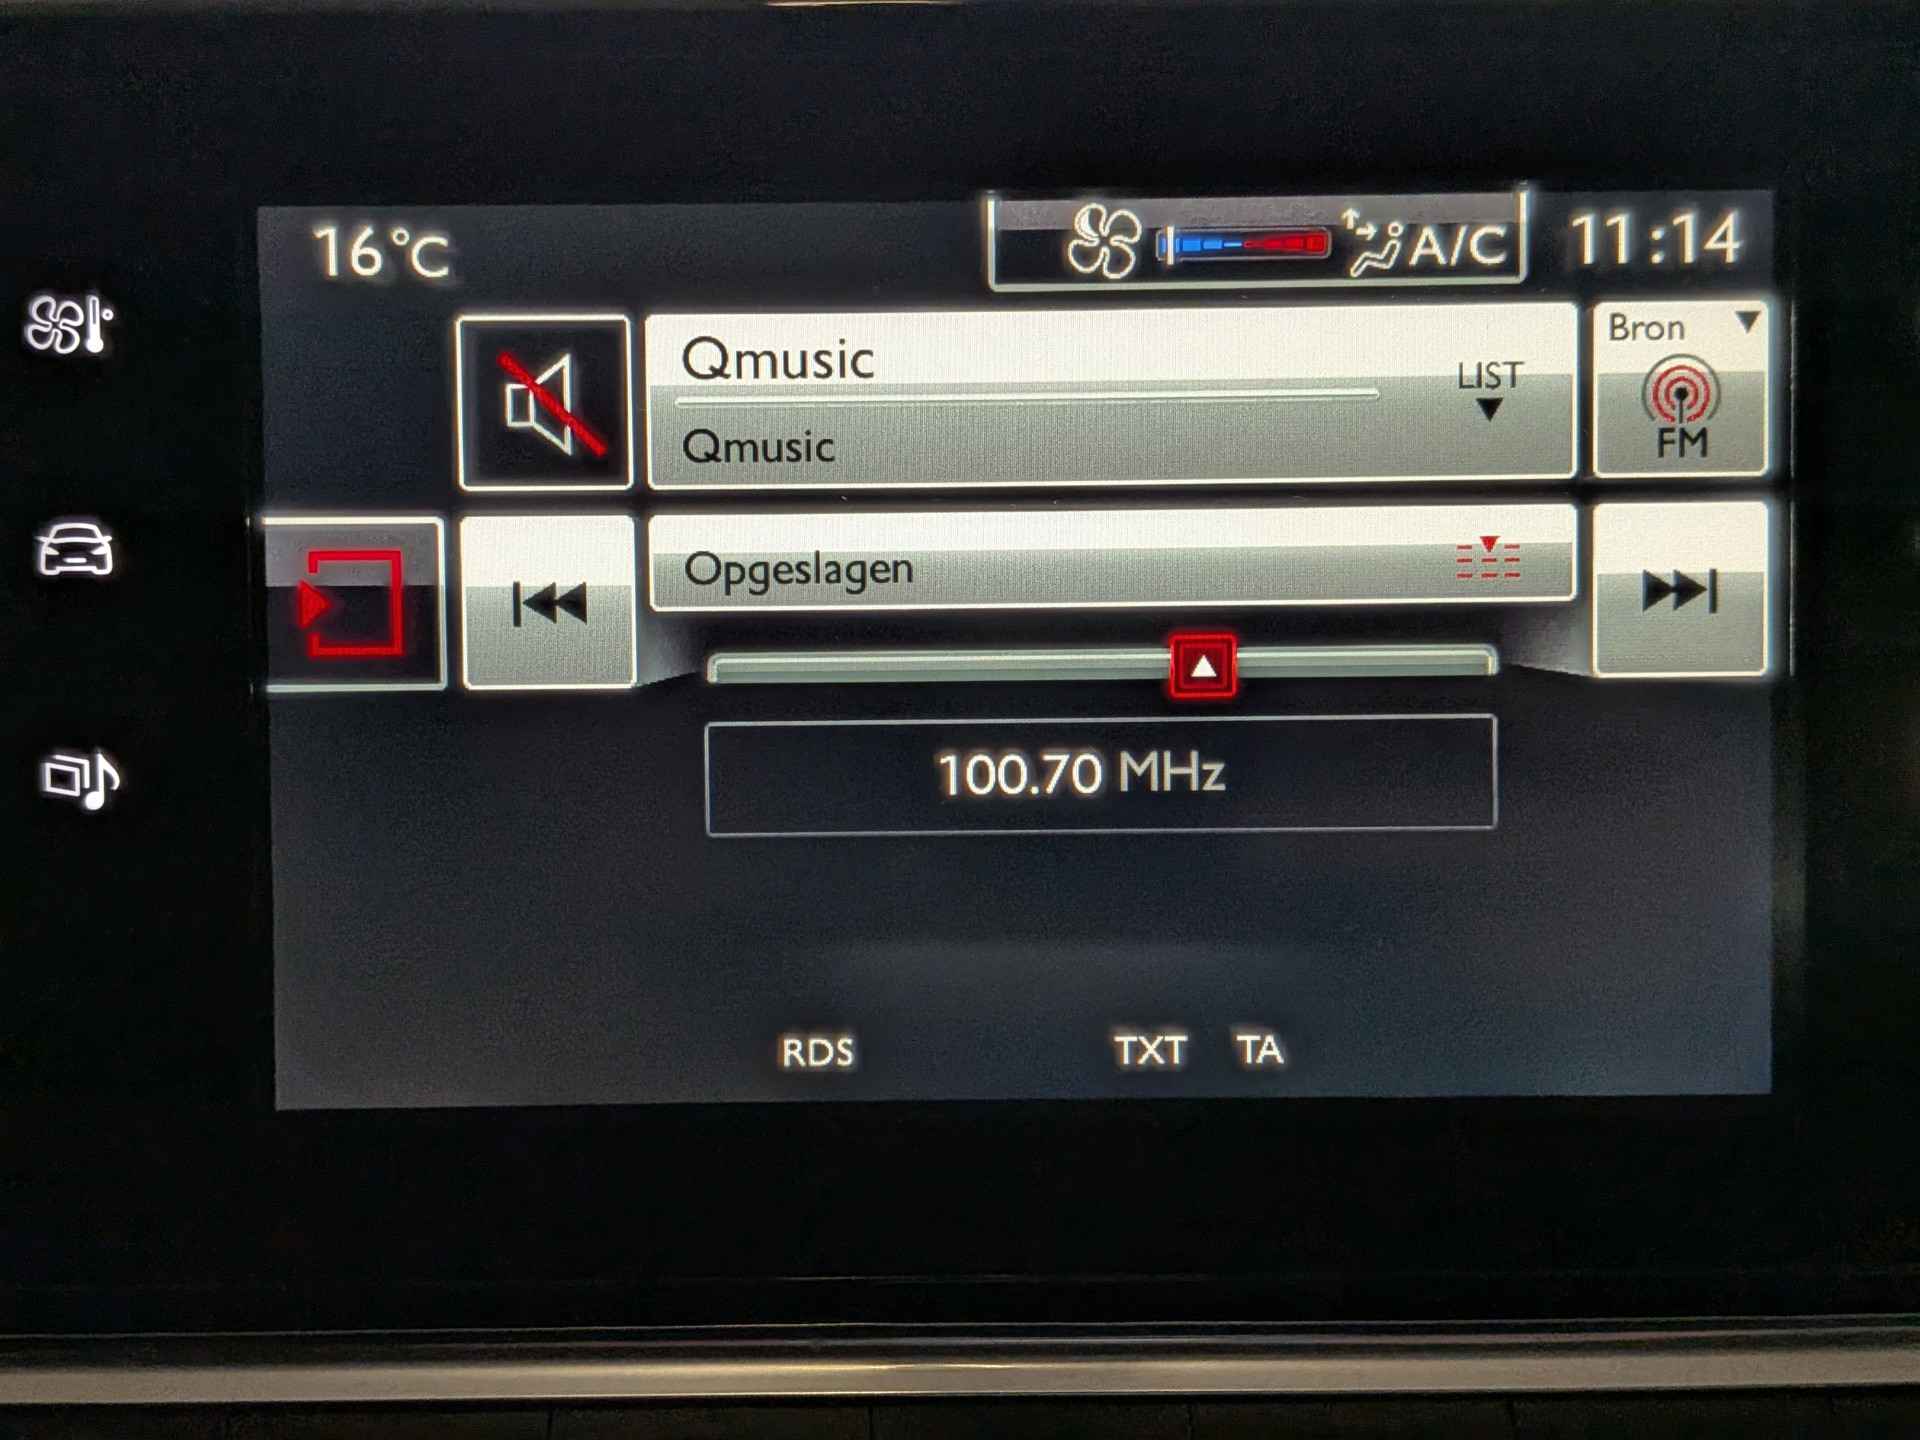 16°C
A/C
11:14
Qmusic
LIST
Bron
Qmusic
FM
Opgeslagen
100.70 MHz
RDS
TXT
TA